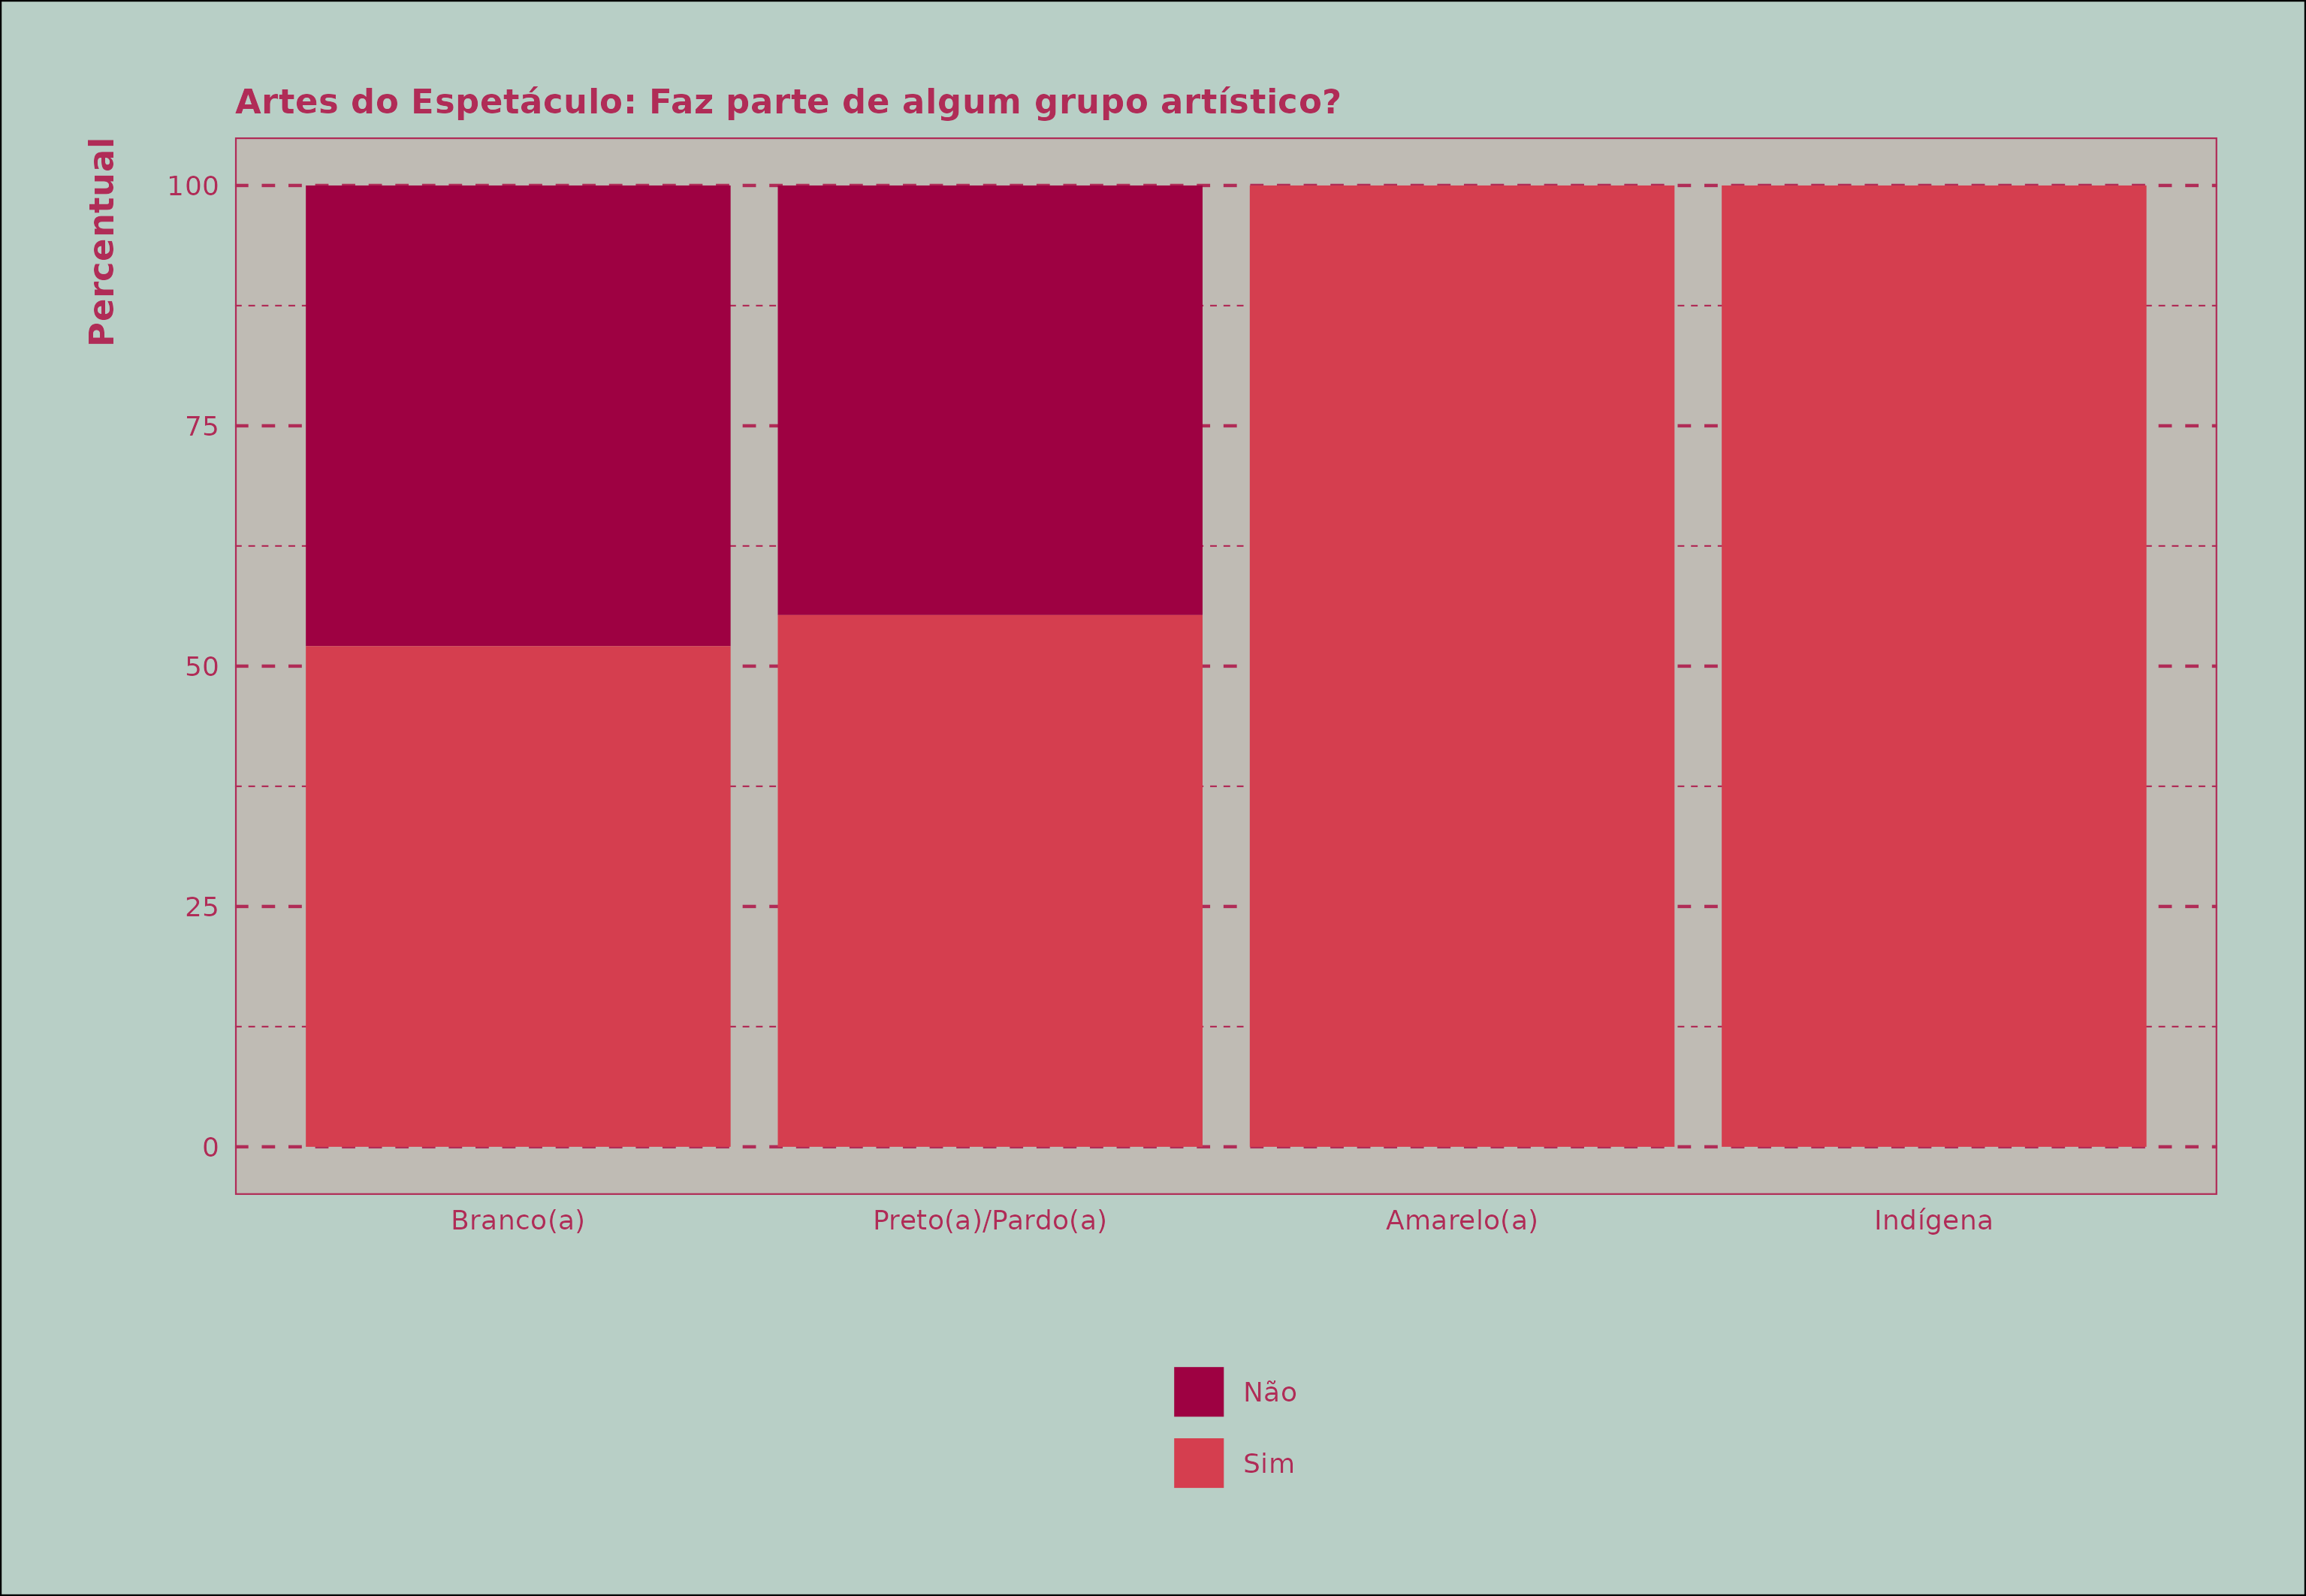 Artes do Espetáculo: Faz parte de algum grupo artístico?
Percentual
100
75
50
25
0
Branco(a)
Preto(a)/Pardo(a)
Amarelo(a)
Indígena
Não
Sim